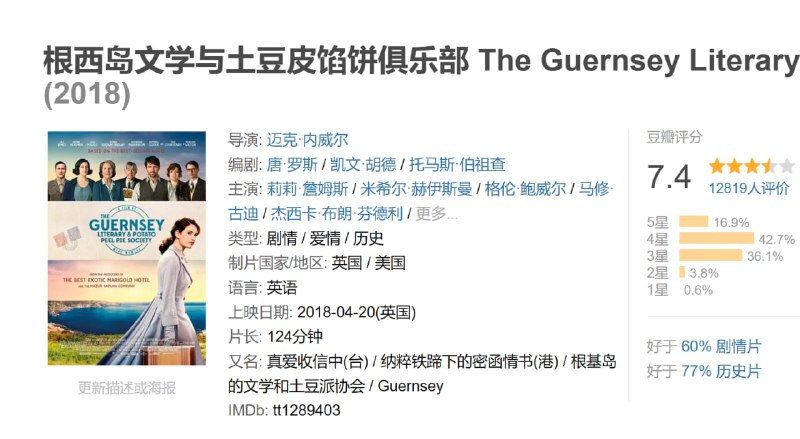 根西岛文学与土豆皮馅饼俱乐部 The Guernsey Literary
(2018)
BASED ON THE BEST-SELLING NOVEL
THE
GUERNSEY
LITERARY & POTATO
PEEL PIE SOCIETY
FROM THE PRODUCERS OF
THE BEST EXOTIC MARIGOLD HOTEL
更新描述或海报
导演: 迈克·内威尔
编剧: 唐·罗斯 / 凯文·胡德 / 托马斯·伯祖查
主演: 莉莉·詹姆斯 / 米希尔·赫伊斯曼 / 格伦·鲍威尔 / 马修·
古迪 / 杰西卡·布朗·芬德利 / 更多...
类型: 剧情 / 爱情 / 历史
制片国家/地区: 英国 / 美国
语言: 英语
上映日期: 2018-04-20(英国)
片长: 124分钟
又名: 真爱收信中(台) / 纳粹铁蹄下的密函情书(港) / 根基岛
的文学和土豆派协会 / Guernsey
IMDb: tt1289403
豆瓣评分
7.4
12819人评价
5星 16.9%
4星 42.7%
3星 36.1%
2星 3.8%
1星 0.6%
好于 60% 剧情片
好于 77% 历史片